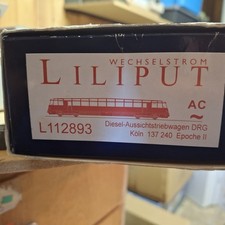 WECHSELSTROM
LILIPUT
AC
~
L112893
Diesel-Aussichtstriebwagen DRG
Köln 137 240 Epoche II